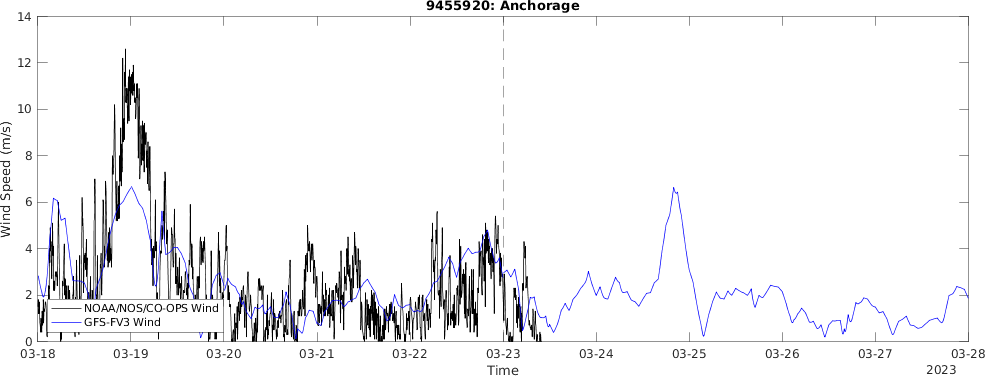 9455920: Anchorage
14
12
10
8
6
4
2
0
Wind Speed (m/s)
NOAA/NOS/CO-OPS Wind
GFS-FV3 Wind
03-18 03-19 03-20 03-21 03-22 03-23 03-24 03-25 03-26 03-27 03-28
Time
2023